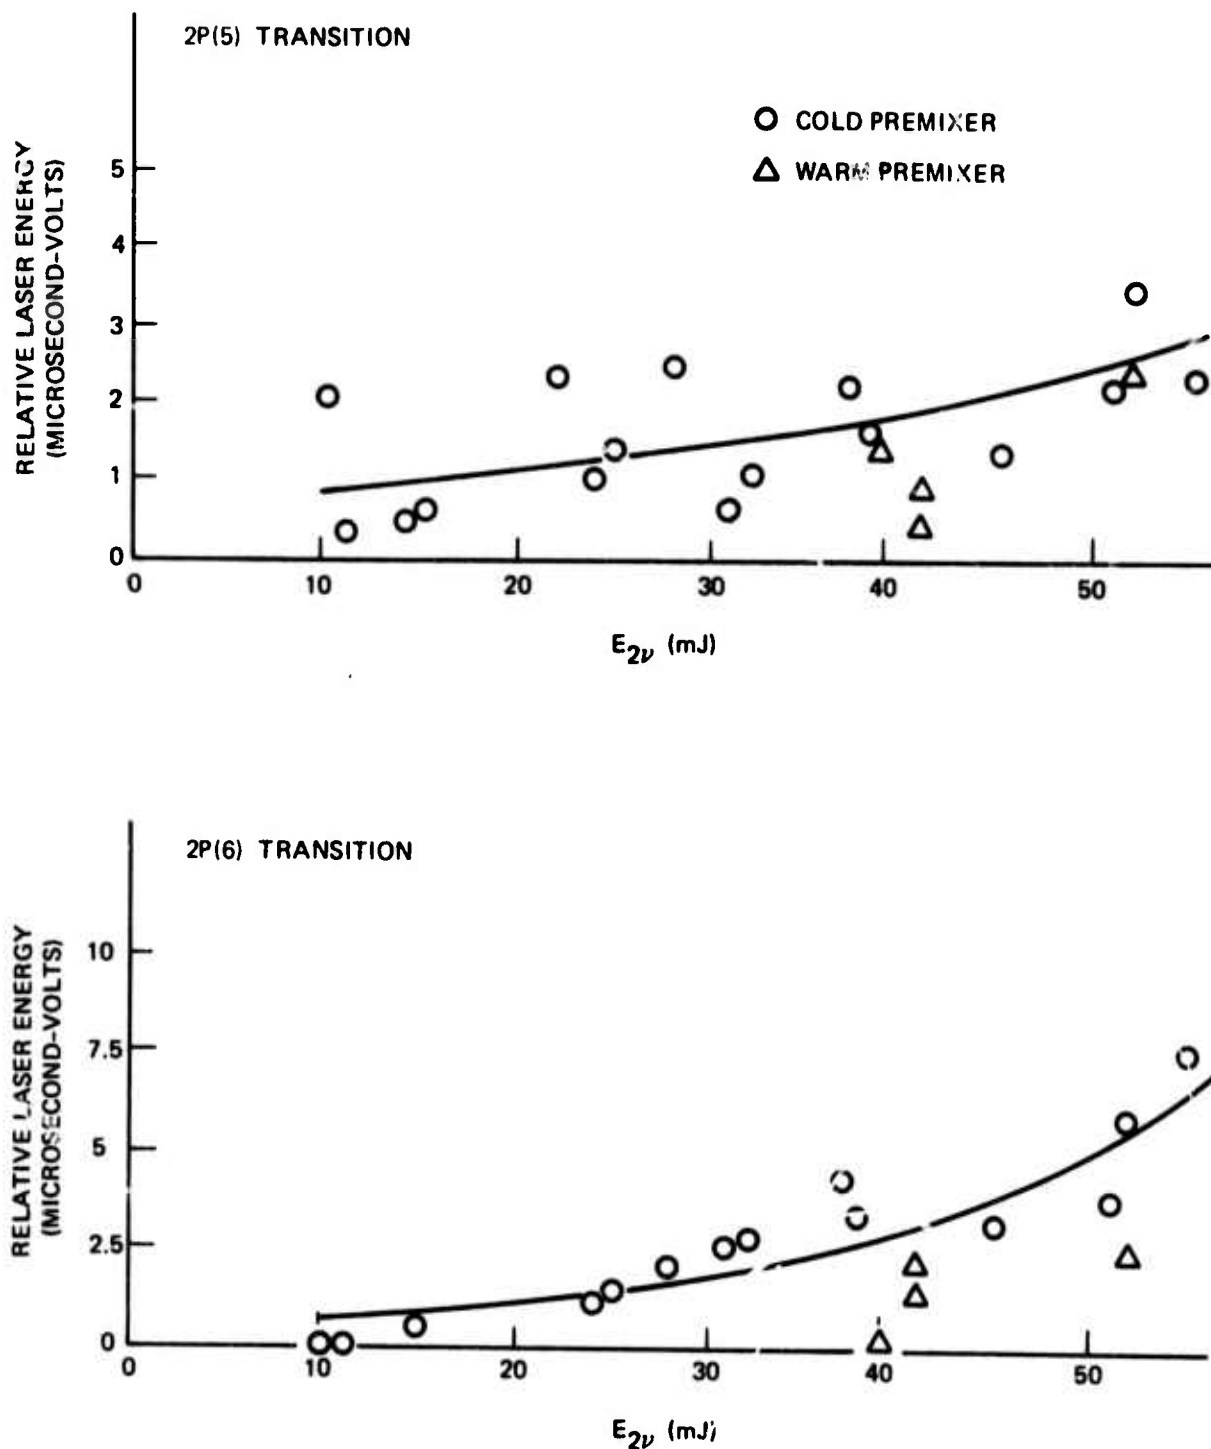 2P(5) TRANSITION
COLD PREMIXER
WARM PREMIXER
RELATIVE LASER ENERGY
(MICROSECOND-VOLTS)
5
4
3
2
1
0
0 10 20 30 40 50
E2ν (mJ)
2P(6) TRANSITION
RELATIVE LASER ENERGY
(MICROSECOND-VOLTS)
10
7.5
5
2.5
0
0 10 20 30 40 50
E2ν (mJ)